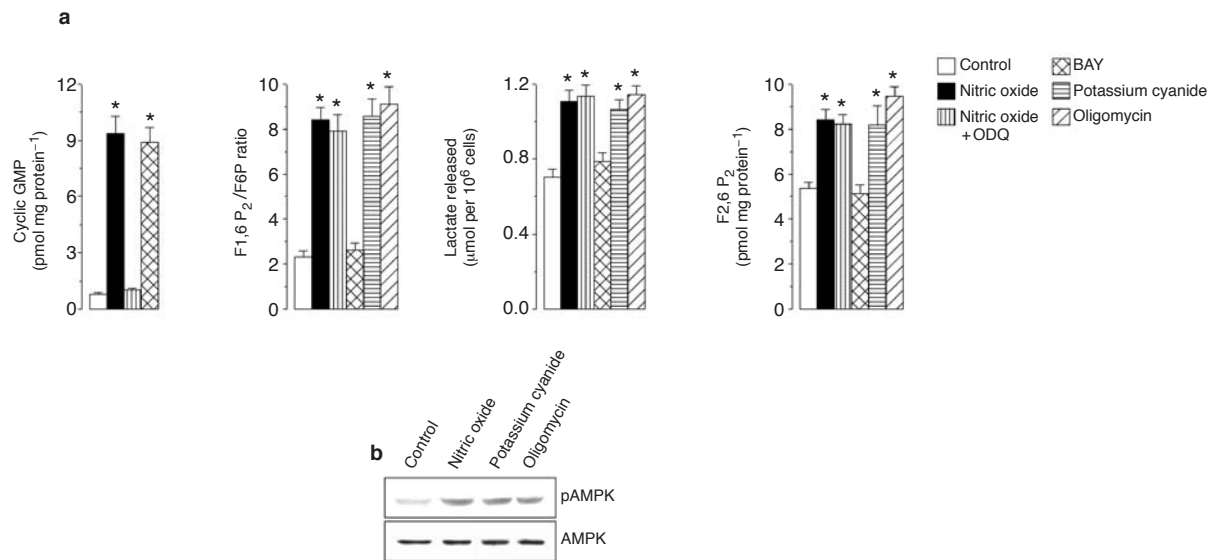 a
Cyclic GMP
(pmol mg protein⁻¹)
12
9
6
3
0
*
*
F1,6 P₂/F6P ratio
10
8
6
4
2
0
*
*
*
*
Lactate released
(μmol per 10⁶ cells)
1.2
0.8
0.4
0.0
*
*
*
*
F2,6 P₂
(pmol mg protein⁻¹)
10
8
6
4
2
0
*
*
*
*
Control
Nitric oxide
Nitric oxide
+ODQ
BAY
Potassium cyanide
Oligomycin
b
Control
Nitric oxide
Potassium cyanide
Oligomycin
pAMPK
AMPK